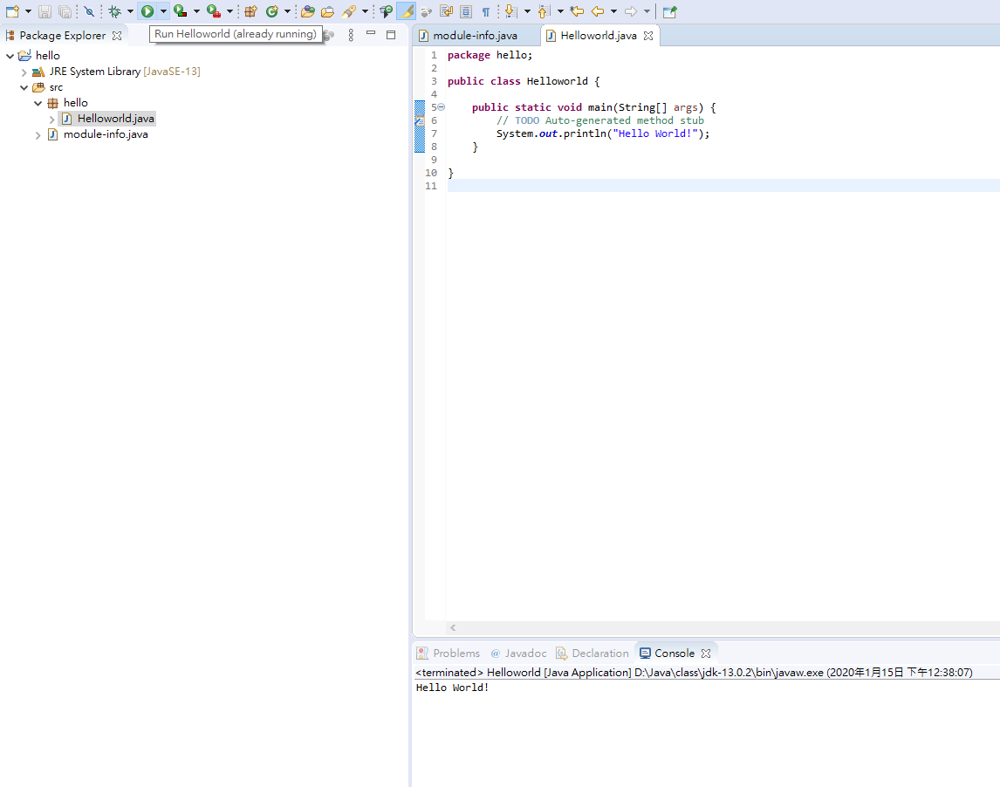 Package Explorer
Run Helloworld (already running)
hello
JRE System Library [JavaSE-13]
src
hello
Helloworld.java
module-info.java
module-info.java
Helloworld.java
1 package hello;
2
3 public class Helloworld {
4
5 public static void main(String[] args) {
6 // TODO Auto-generated method stub
7 System.out.println("Hello World!");
8 }
9
10 }
11
Problems @ Javadoc Declaration Console
<terminated> Helloworld [Java Application] D:\Java\class\jdk-13.0.2\bin\javaw.exe (2020年1月15日 下午12:38:07)
Hello World!